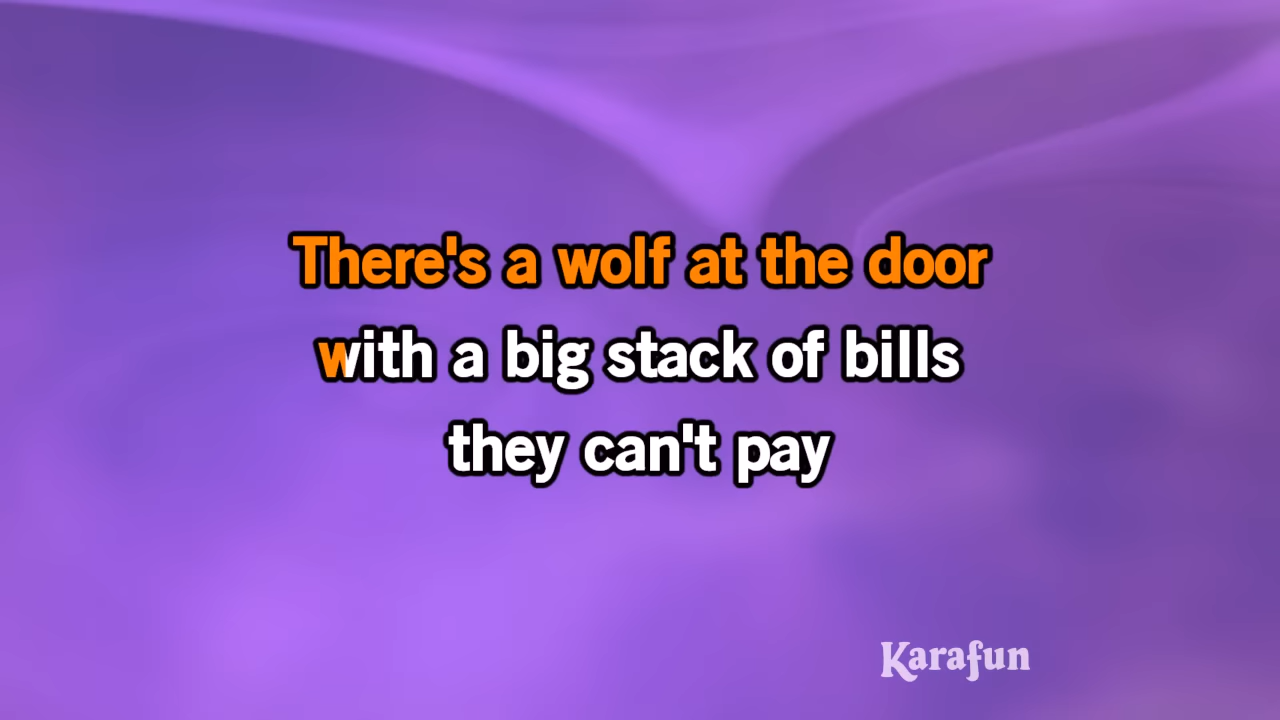 There's a wolf at the door
with a big stack of bills
they can't pay
Karafun